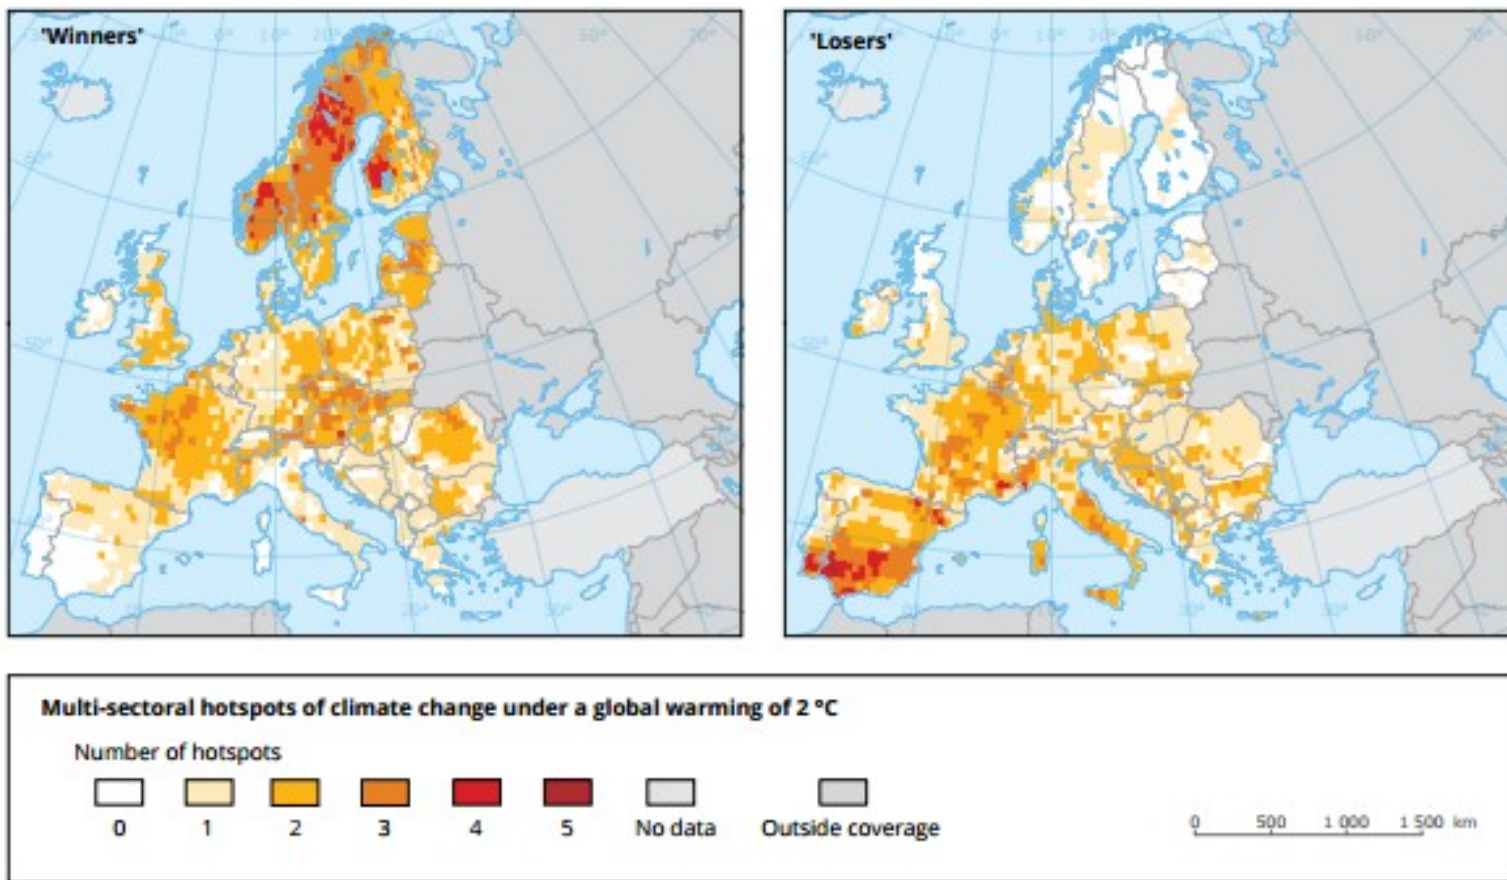 'Winners'
'Losers'
Multi-sectoral hotspots of climate change under a global warming of 2 °C
Number of hotspots
0 1 2 3 4 5 No data Outside coverage
0 500 1 000 1 500 km